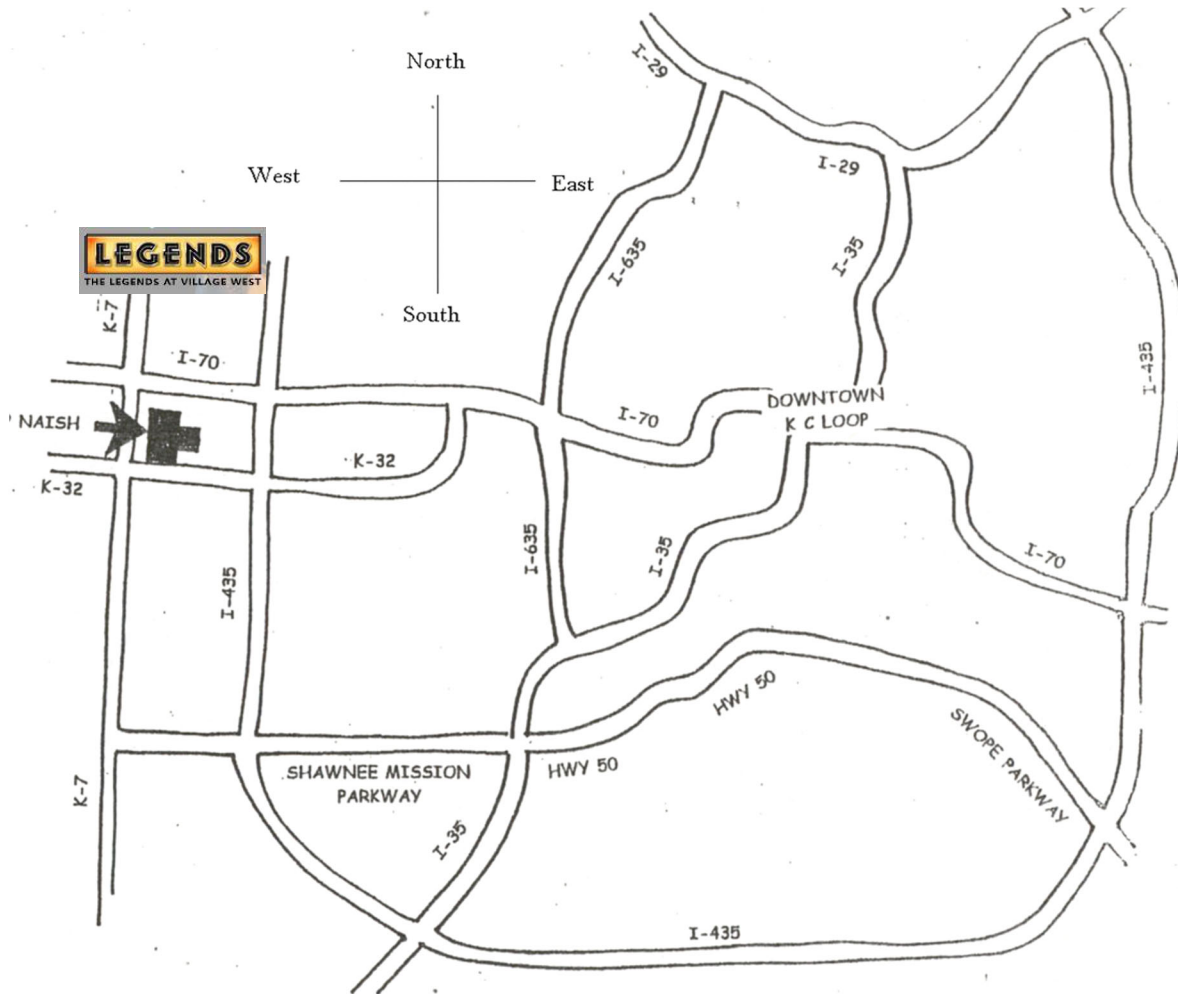 North
I-29
West
East
I-29
LEGENDS
THE LEGENDS AT VILLAGE WEST
I-635
I-35
South
K-7
I-70
I-435
DOWNTOWN
K C LOOP
I-70
NAISH
K-32
K-32
I-635
I-35
I-70
I-435
HWY 50
SWOPE PARKWAY
SHAWNEE MISSION
PARKWAY
HWY 50
K-7
I-35
I-435